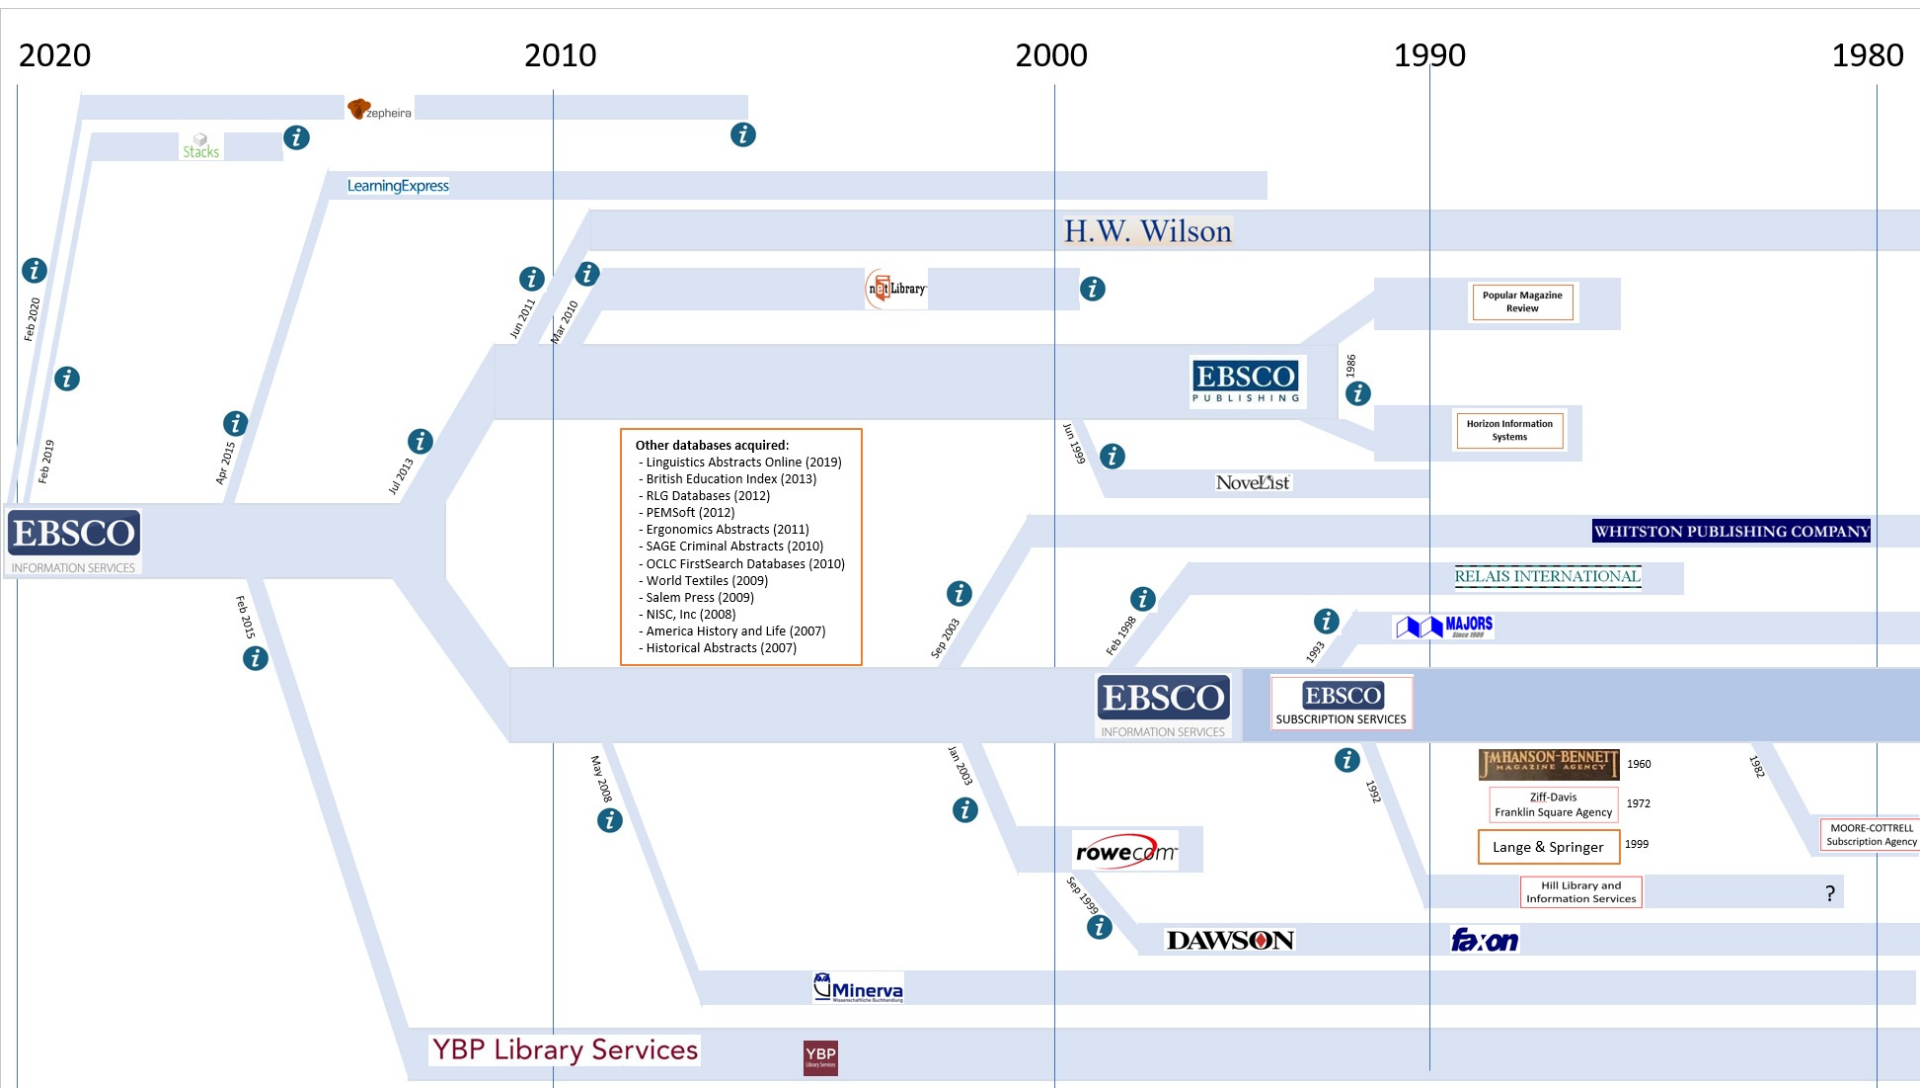 2020
2010
2000
1990
1980
zepheira
Stacks
LearningExpress
H.W. Wilson
Feb 2020
Jun 2011
Mar 2010
netLibrary
Popular Magazine
Review
EBSCO
PUBLISHING
1986
Feb 2019
Apr 2015
Jul 2013
Jun 1999
Horizon Information
Systems
NoveList
Other databases acquired:
- Linguistics Abstracts Online (2019)
- British Education Index (2013)
- RLG Databases (2012)
- PEMSoft (2012)
- Ergonomics Abstracts (2011)
- SAGE Criminal Abstracts (2010)
- OCLC FirstSearch Databases (2010)
- World Textiles (2009)
- Salem Press (2009)
- NISC, Inc (2008)
- America History and Life (2007)
- Historical Abstracts (2007)
EBSCO
INFORMATION SERVICES
WHITSTON PUBLISHING COMPANY
RELAIS INTERNATIONAL
MAJORS
Since 1909
Feb 2015
Sep 2003
Feb 1998
1993
EBSCO
INFORMATION SERVICES
EBSCO
SUBSCRIPTION SERVICES
May 2008
Jan 2003
1992
JMHANSON-BENNETT
MAGAZINE AGENCY
1960
Ziff-Davis
Franklin Square Agency
1972
Lange & Springer
1999
1982
MOORE-COTTRELL
Subscription Agency
rowecom
Hill Library and
Information Services
?
Sep 1999
DAWSON
faxon
Minerva
Wissenschaftliche Buchhandlung
YBP Library Services
YBP
Library Services